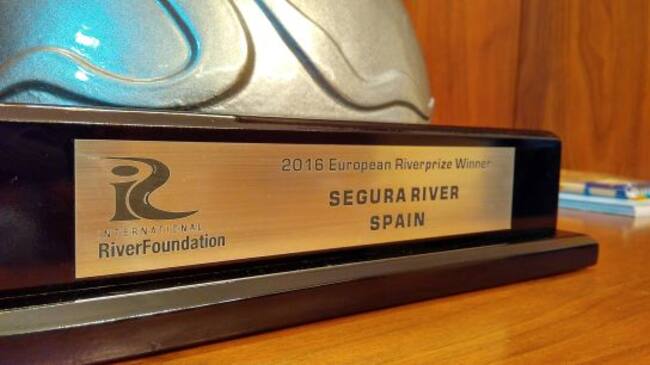 2016 European Riverprize Winner
SEGURA RIVER
SPAIN
INTERNATIONAL
RiverFoundation